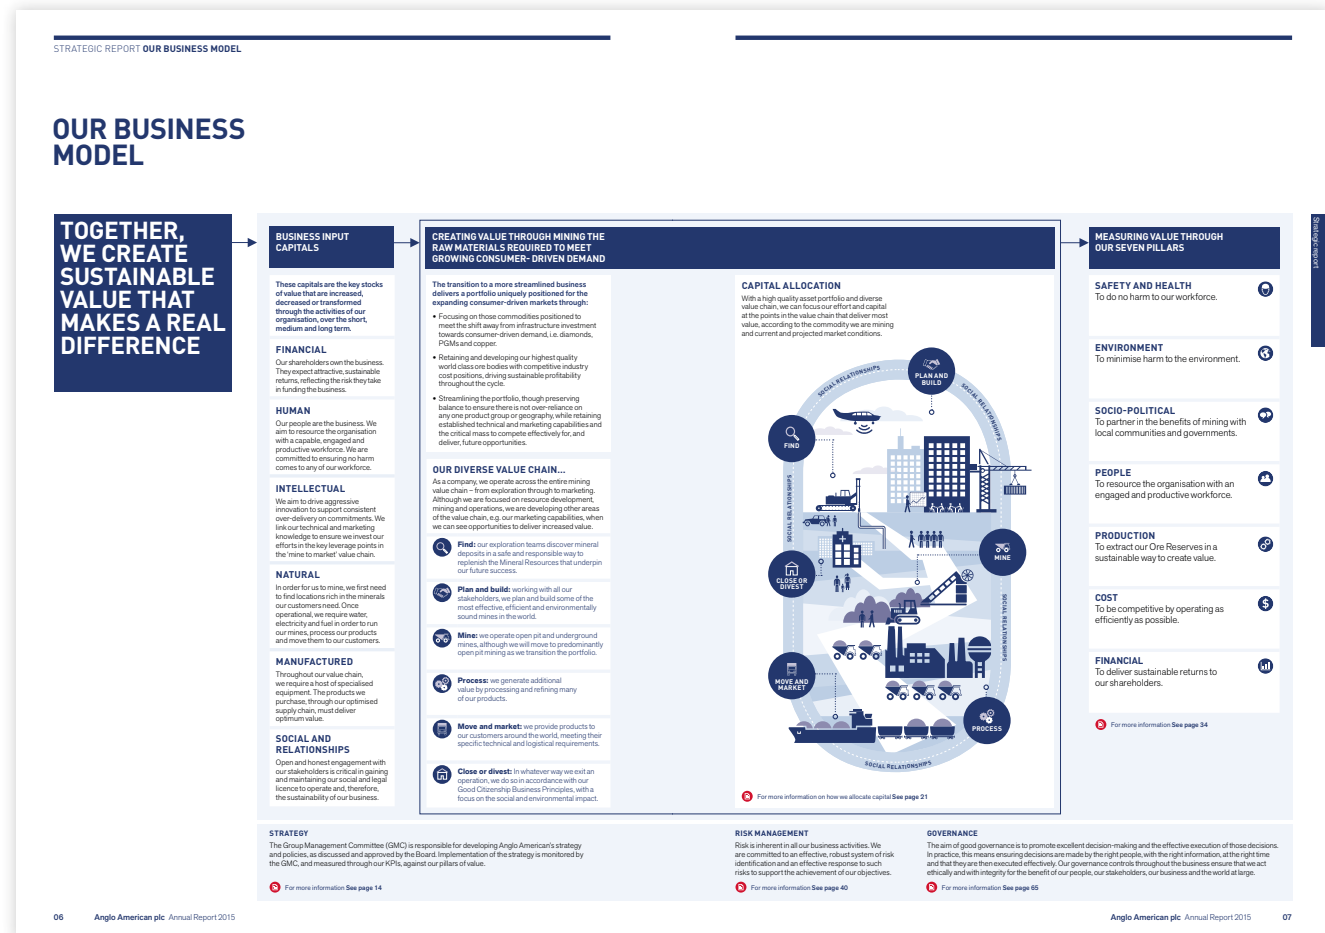 STRATEGIC REPORT OUR BUSINESS MODEL
OUR BUSINESS
MODEL
TOGETHER,
WE CREATE
SUSTAINABLE
VALUE THAT
MAKES A REAL
DIFFERENCE
BUSINESS INPUT
CAPITALS
These capitals are the key stocks
of value that are increased,
decreased or transformed
through the activities of our
organisation, over the short,
medium and long term.
FINANCIAL
Our shareholders own the business.
They expect attractive, sustainable
returns, reflecting the risk they take
in funding the business.
HUMAN
Our people are the business. We
aim to resource the organisation
with a capable, engaged and
productive workforce. We are
committed to ensuring no harm
comes to any of our workforce.
INTELLECTUAL
We aim to drive aggressive
innovation to support consistent
over-delivery on commitments. We
link our technical and marketing
knowledge to ensure we invest our
efforts in the key leverage points in
the 'mine to market' value chain.
NATURAL
In order for us to mine, we first need
to find locations rich in the minerals
our customers need. Once
operational, we require water,
electricity and fuel in order to run
our mines, process our products
and move them to our customers.
MANUFACTURED
Throughout our value chain,
we require a host of specialised
equipment. The products we
purchase, through our optimised
supply chain, must deliver
optimum value.
SOCIAL AND
RELATIONSHIPS
Open and honest engagement with
our stakeholders is critical in gaining
and maintaining our social and legal
licence to operate and, therefore,
the sustainability of our business.
CREATING VALUE THROUGH MINING THE
RAW MATERIALS REQUIRED TO MEET
GROWING CONSUMER- DRIVEN DEMAND
The transition to a more streamlined business
delivers a portfolio uniquely positioned for the
expanding consumer-driven markets through:
• Focusing on those commodities positioned to
meet the shift away from infrastructure investment
towards consumer-driven demand, i.e. diamonds,
PGMs and copper.
• Retaining and developing our highest quality
world class ore bodies with competitive industry
cost positions, driving sustainable profitability
throughout the cycle.
• Streamlining the portfolio, though preserving
balance to ensure there is not over-reliance on
any one product group or geography, while retaining
established technical and marketing capabilities and
the critical mass to compete effectively for, and
deliver, future opportunities.
OUR DIVERSE VALUE CHAIN...
As a company, we operate across the entire mining
value chain – from exploration through to marketing.
Although we are focused on resource development,
mining and operations, we are developing other areas
of the value chain, e.g. our marketing capabilities, when
we can see opportunities to deliver increased value.
Find: our exploration teams discover mineral
deposits in a safe and responsible way to
replenish the Mineral Resources that underpin
our future success.
Plan and build: working with all our
stakeholders, we plan and build some of the
most effective, efficient and environmentally
sound mines in the world.
Mine: we operate open pit and underground
mines, although we will move to predominantly
open pit mining as we transition the portfolio.
Process: we generate additional
value by processing and refining many
of our products.
Move and market: we provide products to
our customers around the world, meeting their
specific technical and logistical requirements.
Close or divest: In whatever way we exit an
operation, we do so in accordance with our
Good Citizenship Business Principles, with a
focus on the social and environmental impact.
CAPITAL ALLOCATION
With a high quality asset portfolio and diverse
value chain, we can focus our effort and capital
at the points in the value chain that deliver most
value, according to the commodity we are mining
and current and projected market conditions.
SOCIAL RELATIONSHIPS
PLAN AND
BUILD
SOCIAL RELATIONSHIPS
FIND
SOCIAL RELATIONSHIPS
MINE
CLOSE OR
DIVEST
SOCIAL RELATIONSHIPS
MOVE AND
MARKET
PROCESS
SOCIAL RELATIONSHIPS
For more information on how we allocate capital See page 21
MEASURING VALUE THROUGH
OUR SEVEN PILLARS
SAFETY AND HEALTH
To do no harm to our workforce.
ENVIRONMENT
To minimise harm to the environment.
SOCIO-POLITICAL
To partner in the benefits of mining with
local communities and governments.
PEOPLE
To resource the organisation with an
engaged and productive workforce.
PRODUCTION
To extract our Ore Reserves in a
sustainable way to create value.
COST
To be competitive by operating as
efficiently as possible.
$
FINANCIAL
To deliver sustainable returns to
our shareholders.
For more information See page 34
Strategic report
STRATEGY
The Group Management Committee (GMC) is responsible for developing Anglo American's strategy
and policies, as discussed and approved by the Board. Implementation of the strategy is monitored by
the GMC, and measured through our KPIs, against our pillars of value.
For more information See page 14
RISK MANAGEMENT
Risk is inherent in all our business activities. We
are committed to an effective, robust system of risk
identification and an effective response to such
risks to support the achievement of our objectives.
For more information See page 40
GOVERNANCE
The aim of good governance is to promote excellent decision-making and the effective execution of those decisions.
In practice, this means ensuring decisions are made by the right people, with the right information, at the right time
and that they are then executed effectively. Our governance controls throughout the business ensure that we act
ethically and with integrity for the benefit of our people, our stakeholders, our business and the world at large.
For more information See page 65
06 Anglo American plc Annual Report 2015
Anglo American plc Annual Report 2015 07